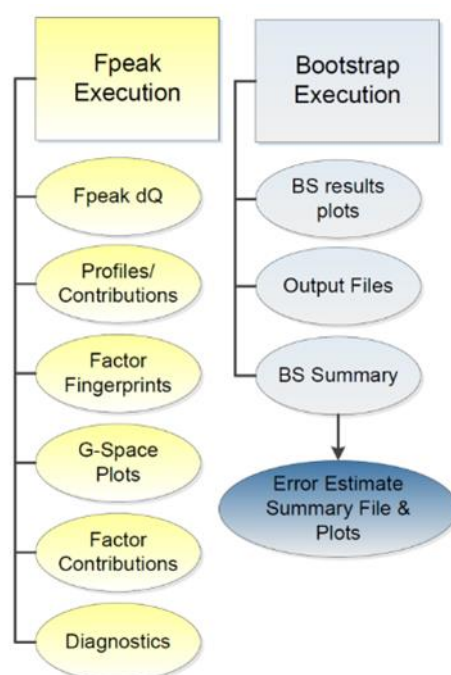 Fpeak
Execution
Fpeak dQ
Profiles/
Contributions
Factor
Fingerprints
G-Space
Plots
Factor
Contributions
Diagnostics
Bootstrap
Execution
BS results
plots
Output Files
BS Summary
Error Estimate
Summary File &
Plots